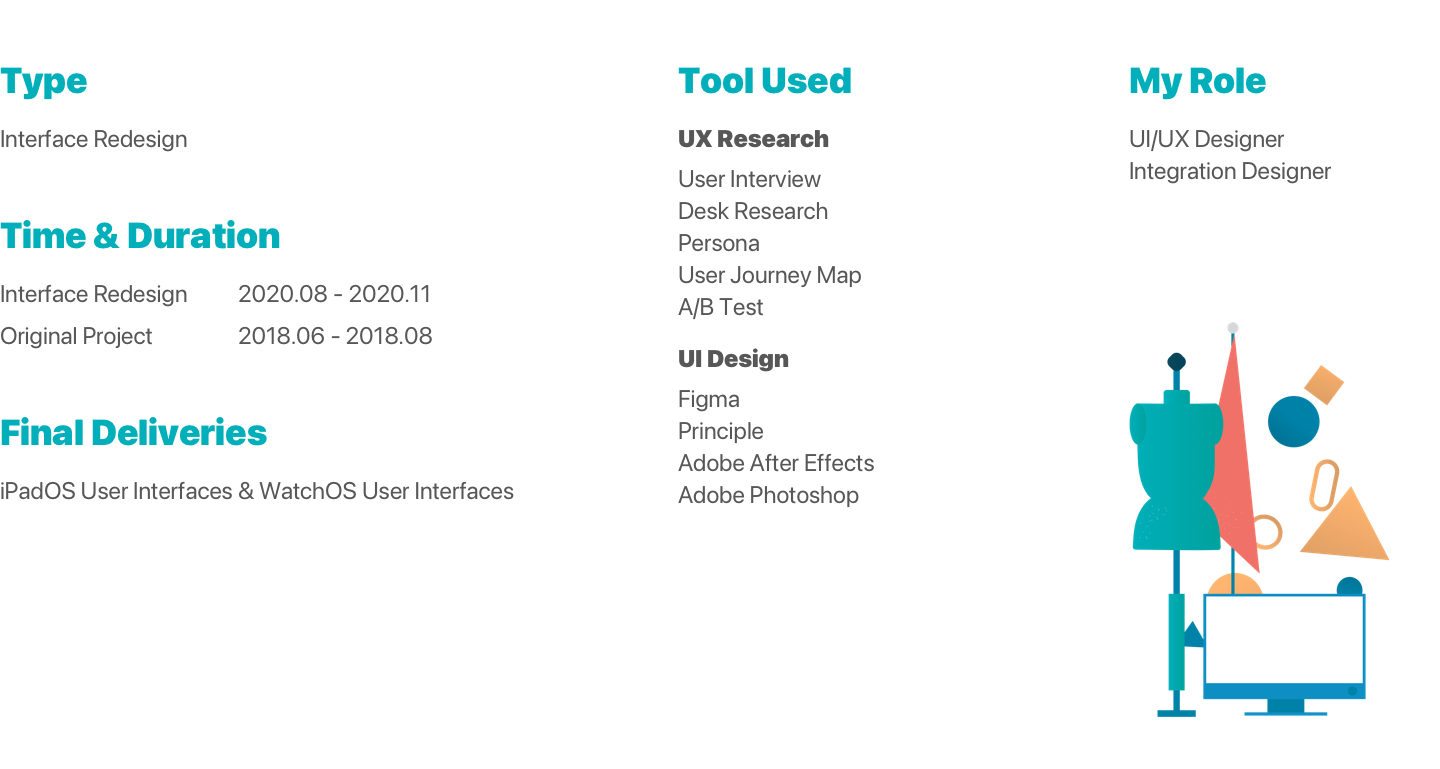 Type
Interface Redesign
Time & Duration
Interface Redesign 2020.08 - 2020.11
Original Project 2018.06 - 2018.08
Final Deliveries
iPadOS User Interfaces & WatchOS User Interfaces
Tool Used
UX Research
User Interview
Desk Research
Persona
User Journey Map
A/B Test
UI Design
Figma
Principle
Adobe After Effects
Adobe Photoshop
My Role
UI/UX Designer
Integration Designer